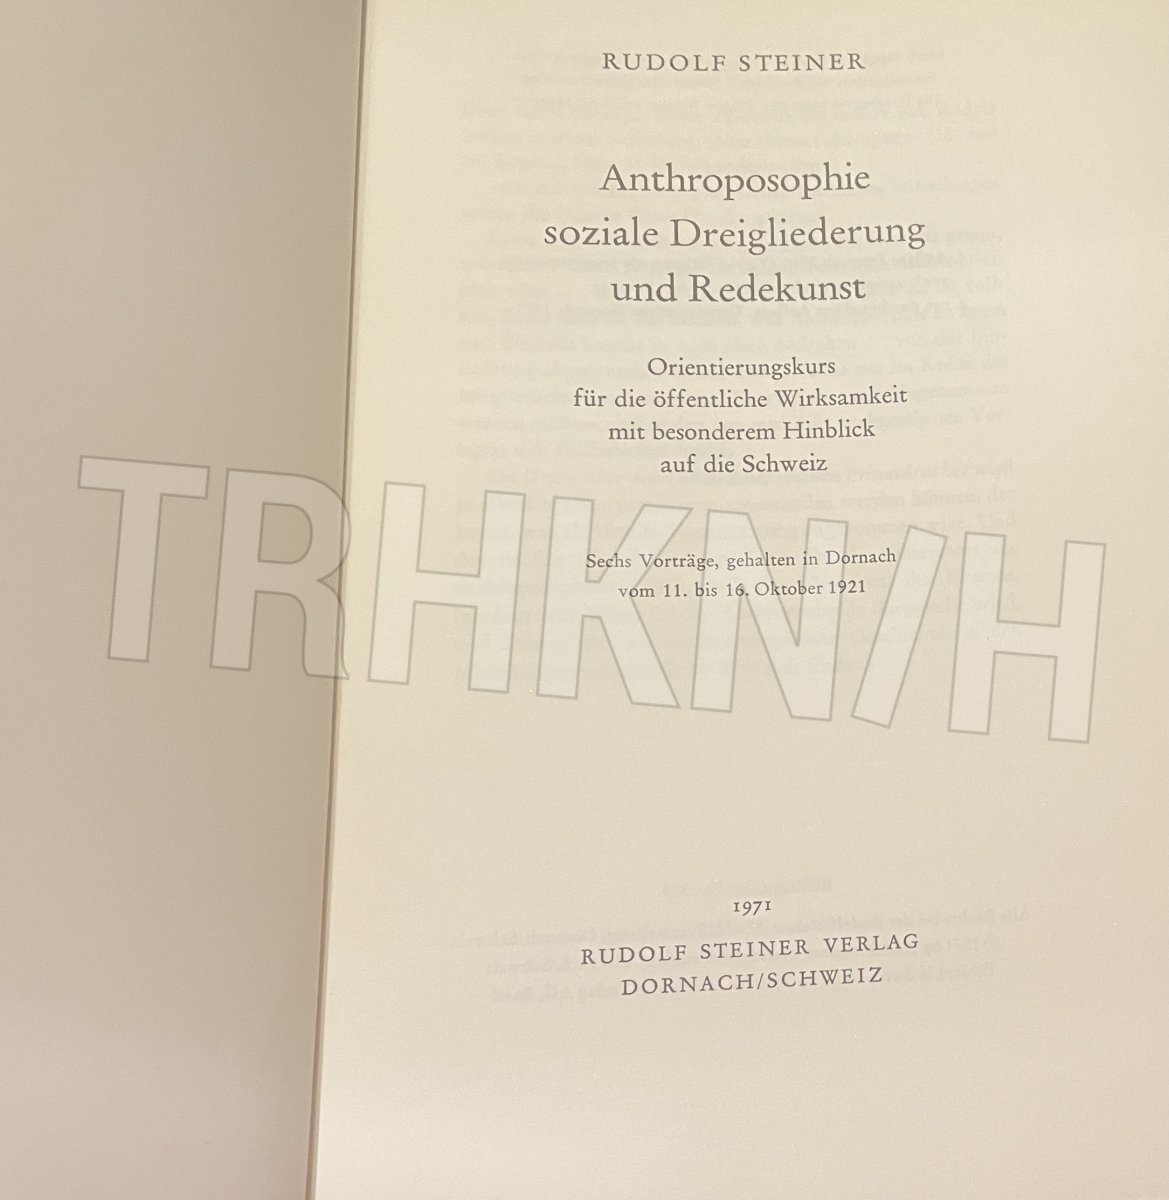 RUDOLF STEINER
Anthroposophie
soziale Dreigliederung
und Redekunst
Orientierungskurs
für die öffentliche Wirksamkeit
mit besonderem Hinblick
auf die Schweiz
TRHKN/H
Sechs Vorträge, gehalten in Dornach
vom 11. bis 16. Oktober 1921
1971
RUDOLF STEINER VERLAG
DORNACH/SCHWEIZ